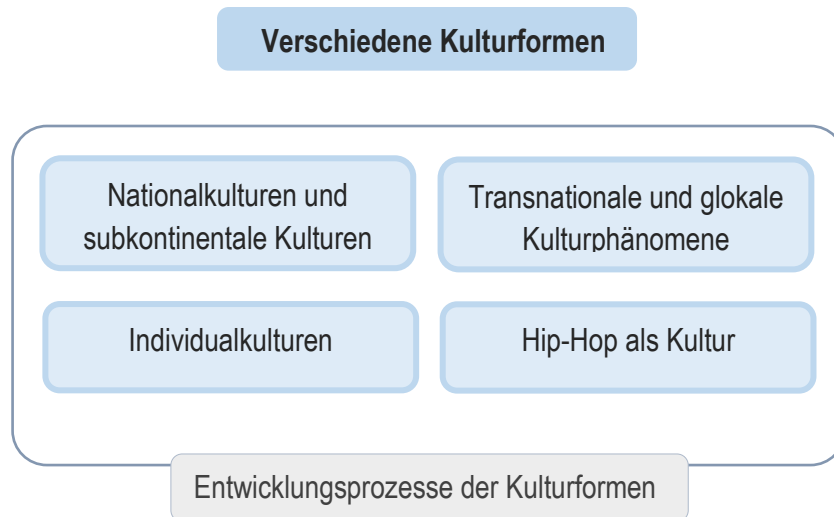 Verschiedene Kulturformen
Nationalkulturen und
subkontinentale Kulturen
Transnationale und glokale
Kulturphänomene
Individualkulturen
Hip-Hop als Kultur
Entwicklungsprozesse der Kulturformen